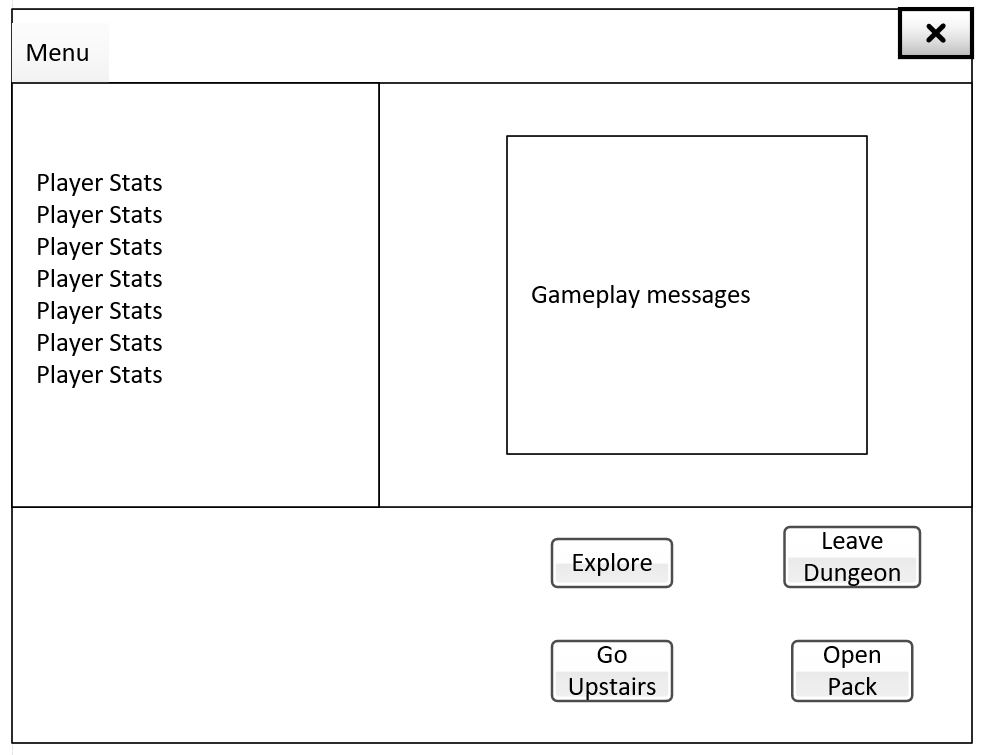 Menu
Player Stats
Player Stats
Player Stats
Player Stats
Player Stats
Player Stats
Player Stats
Gameplay messages
Explore
Leave
Dungeon
Go
Upstairs
Open
Pack